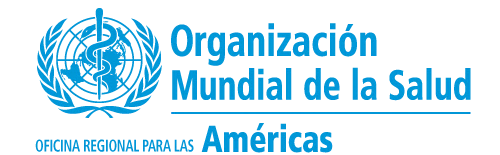 Organización
Mundial de la Salud
OFICINA REGIONAL PARA LAS Américas